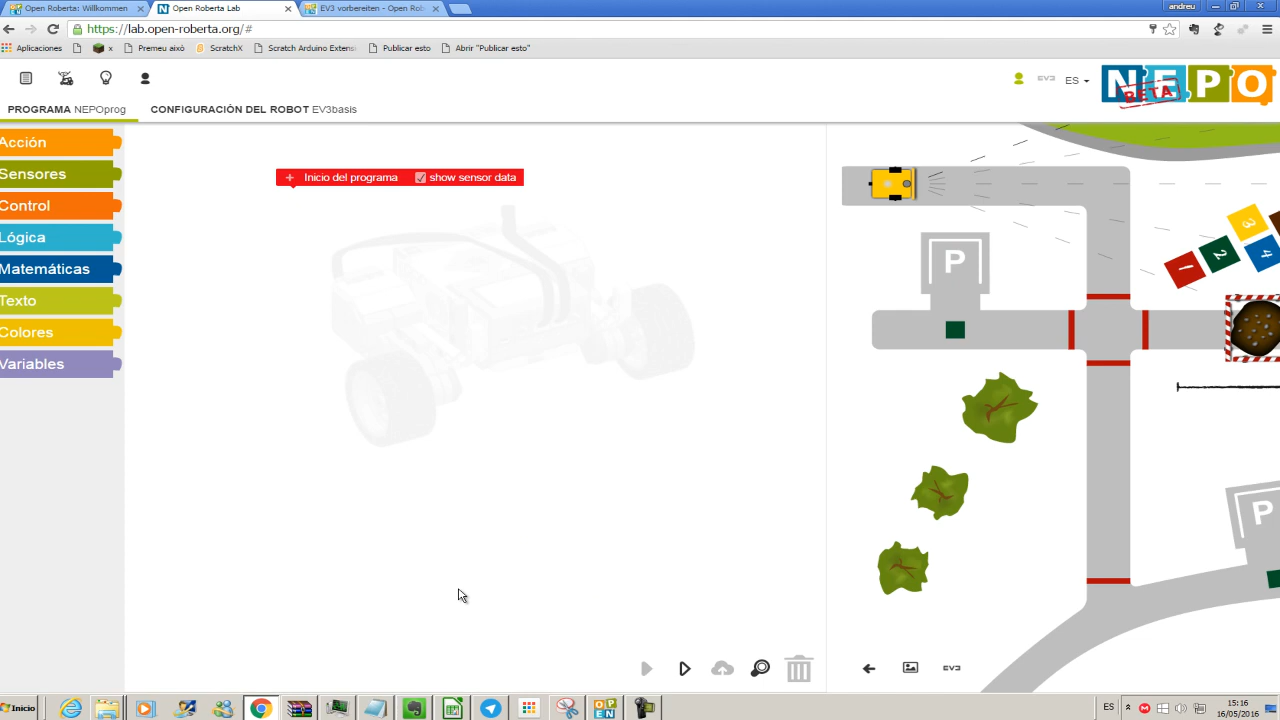 Open Roberta: Willkommen
Open Roberta Lab
EV3 vorbereiten - Open Rob
andreu
https://lab.open-roberta.org/#
Aplicaciones
x
Premeu aixó
ScratchX
Scratch Arduino Extens
Publicar esto
Abrir "Publicar esto"
EV3
ES
NEPO
BETA
PROGRAMA NEPOprog
CONFIGURACIÓN DEL ROBOT EV3basis
Acción
Sensores
Control
Lógica
Matemáticas
Texto
Colores
Variables
+ Inicio del programa
show sensor data
P
1
2
3
4
P
EV3
Inicio
OPEN
ES
15:16
16/05/2016